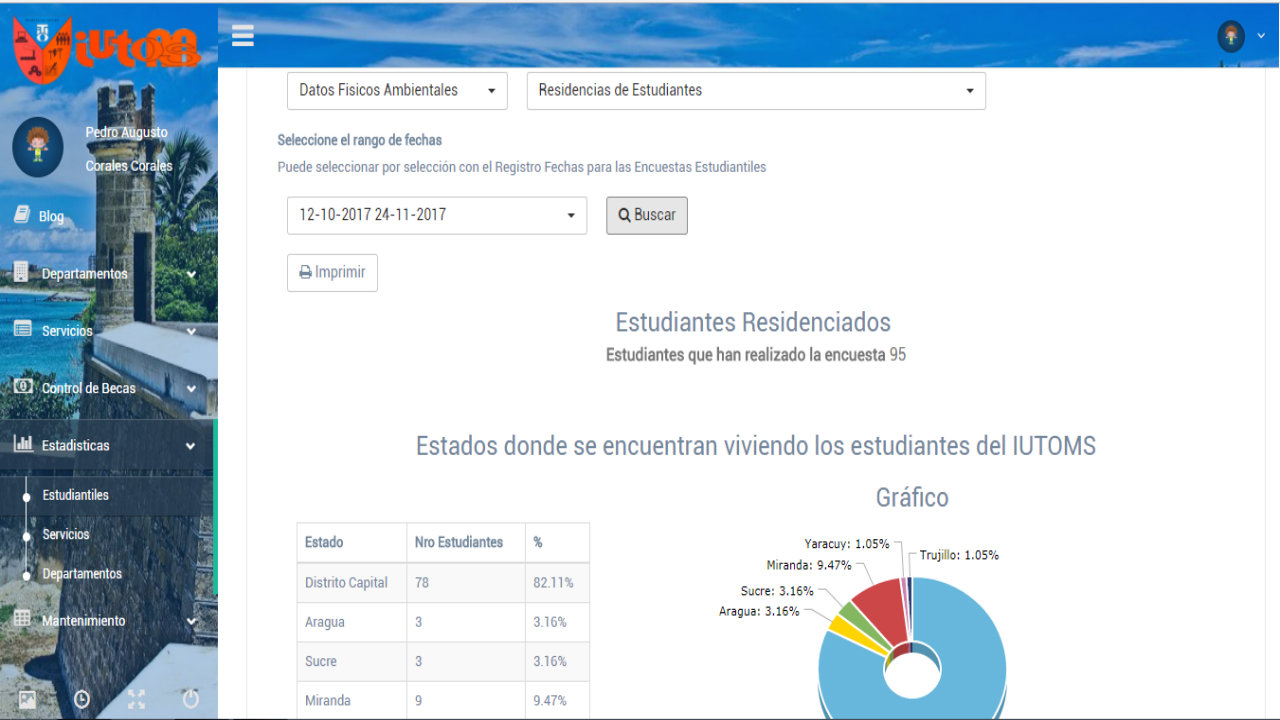 iUtoms
Pedro Augusto
Corales Corales
Blog
Departamentos
Servicios
Control de Becas
Estadisticas
Estudiantiles
Servicios
Departamentos
Mantenimiento
Datos Fisicos Ambientales
Residencias de Estudiantes
Seleccione el rango de fechas
Puede seleccionar por selección con el Registro Fechas para las Encuestas Estudiantiles
12-10-2017 24-11-2017
Buscar
Imprimir
Estudiantes Residenciados
Estudiantes que han realizado la encuesta 95
Estados donde se encuentran viviendo los estudiantes del IUTOMS
Estado Nro Estudiantes %
Distrito Capital 78 82.11%
Aragua 3 3.16%
Sucre 3 3.16%
Miranda 9 9.47%
Gráfico
Yaracuy: 1.05%
Trujillo: 1.05%
Miranda: 9.47%
Sucre: 3.16%
Aragua: 3.16%